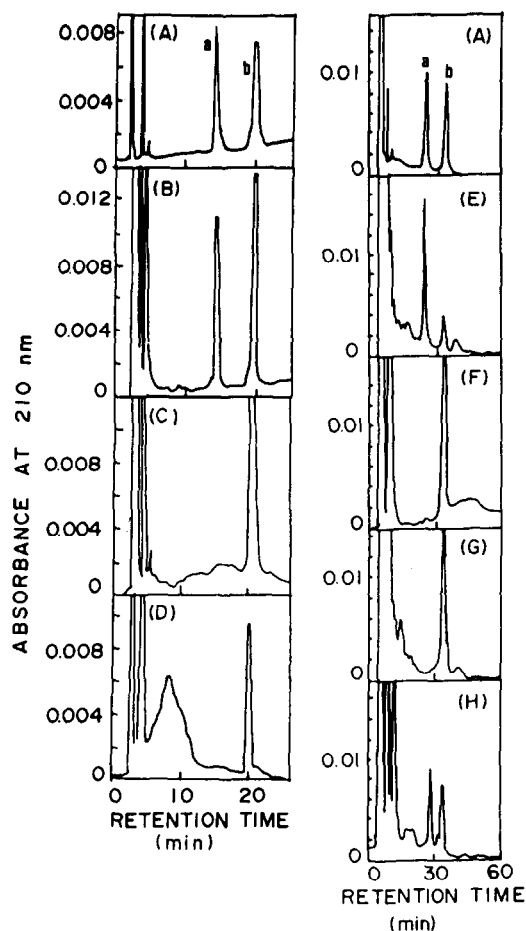 ABSORBANCE AT 210 nm
(A)
0.008
0.004
0
a
b
(B)
0.012
0.008
0.004
0
(C)
0.008
0.004
0
(D)
0.008
0.004
0
0 10 20
RETENTION TIME
(min)
(A)
0.01
0
a
b
(E)
0.01
0
(F)
0.01
0
(G)
0.01
0
(H)
0.01
0
0 30 60
RETENTION TIME
(min)